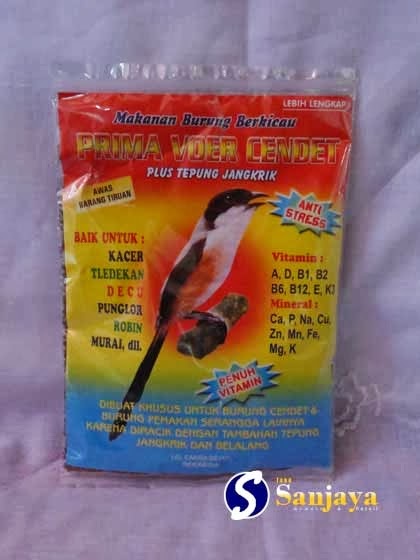 LEBIH LENGKAP
Makanan Burung Berkicau
PRIMA VOER CENDET
PLUS TEPUNG JANGKRIK
AWAS
BARANG TIRUAN
ANTI
STRESS
BAIK UNTUK :
KACER
TLEDEKAN
DECU
PUNGLOR
ROBIN
MURAI, dll.
Vitamin :
A, D, B1, B2
B6, B12, E, K3
Mineral :
Ca, P, Na, Cu,
Zn, Mn, Fe,
Mg, K
PENUH
VITAMIN
DIBUAT KHUSUS UNTUK BURUNG CENDET &
BURUNG PEMAKAN SERANGGA LAINNYA
KARENA DIRACIK DENGAN TAMBAHAN TEPUNG
JANGKRIK DAN BELALANG
Sanjaya